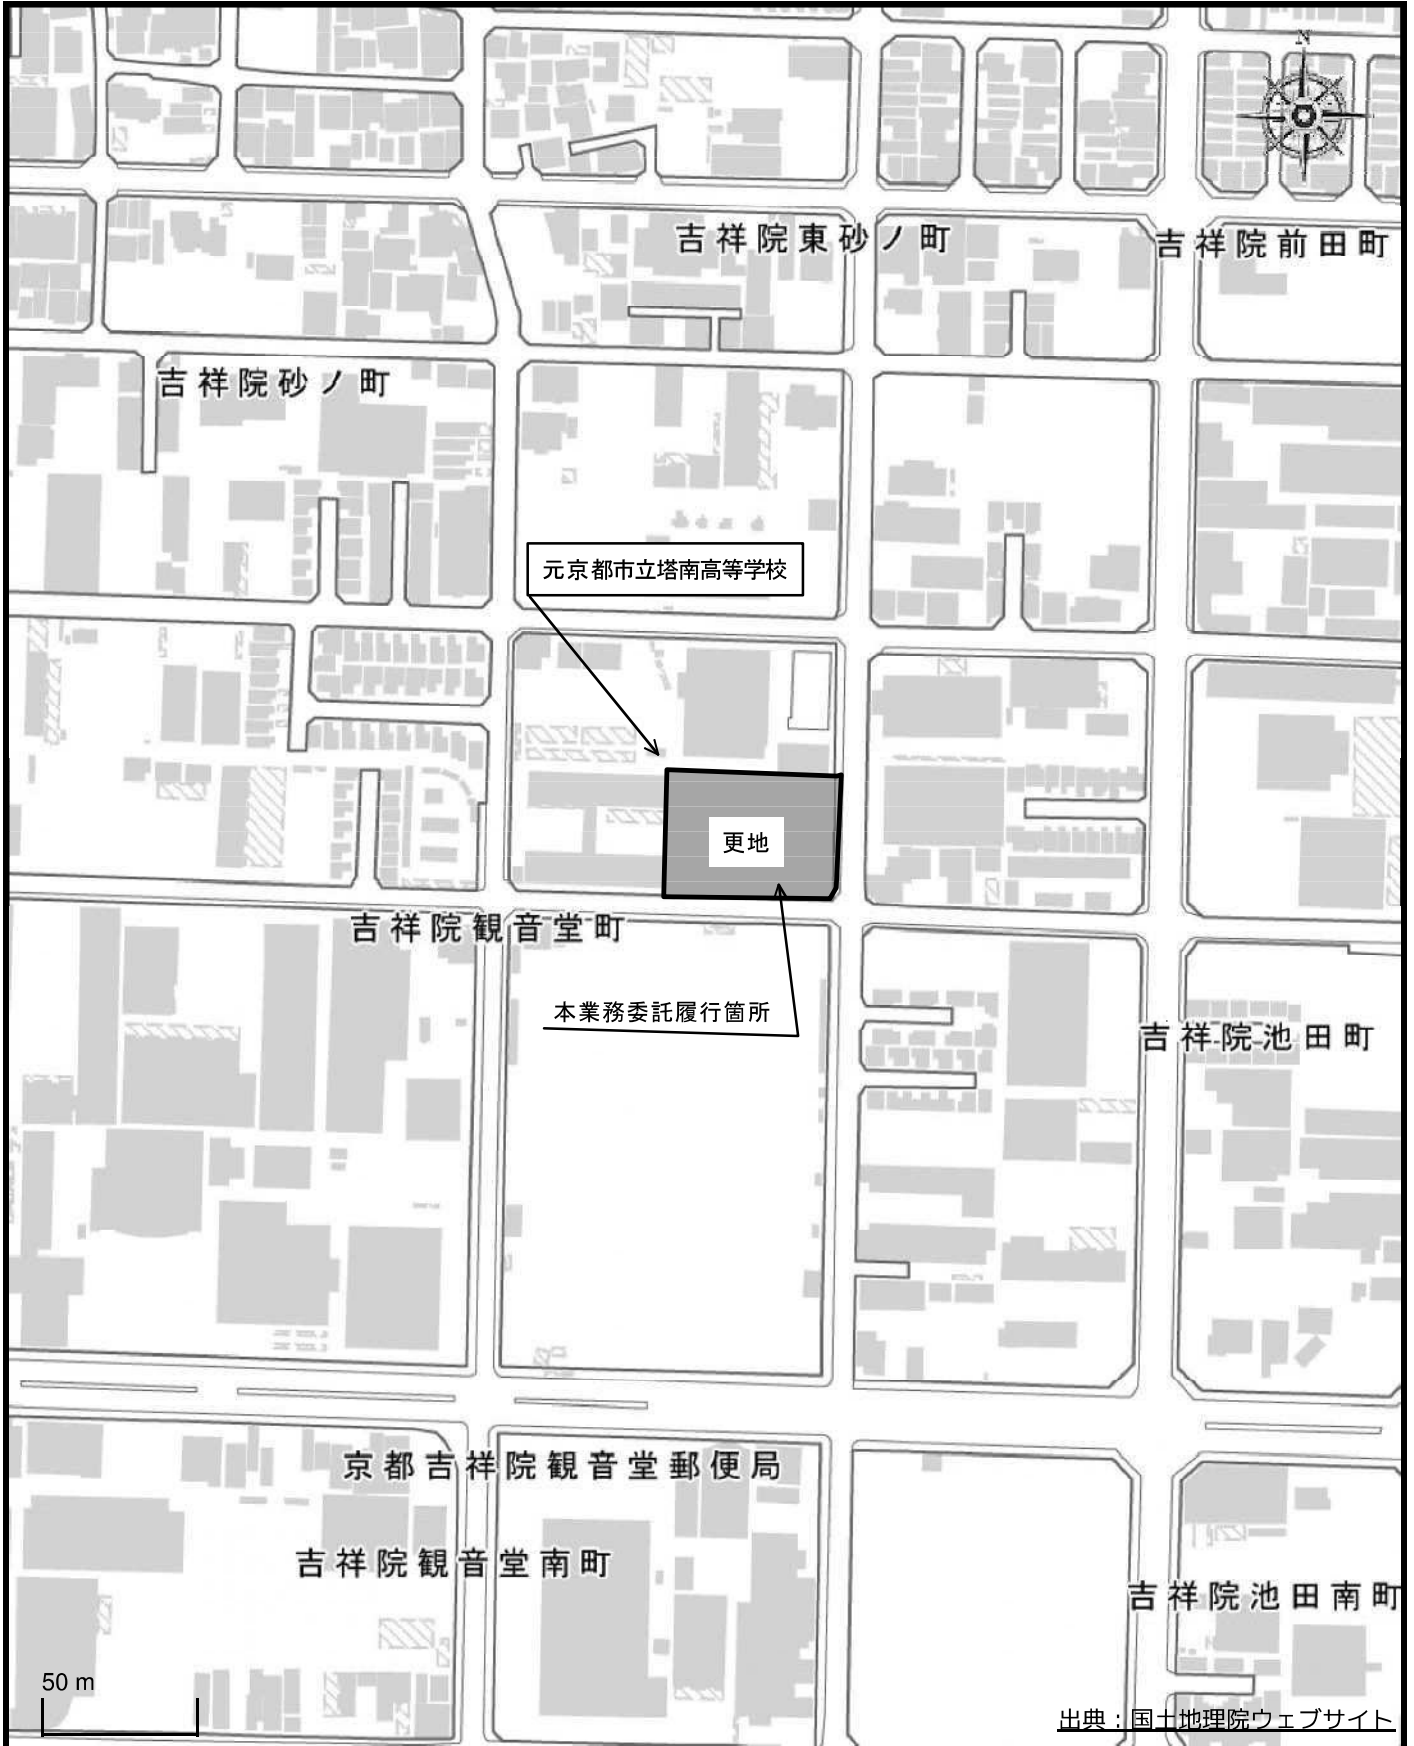 N
吉祥院東砂ノ町
吉祥院前田町
吉祥院砂ノ町
元京都市立塔南高等学校
更地
吉祥院観音堂町
本業務委託履行箇所
吉祥院池田町
京都吉祥院観音堂郵便局
吉祥院観音堂南町
吉祥院池田南町
50 m
出典：国土地理院ウェブサイト